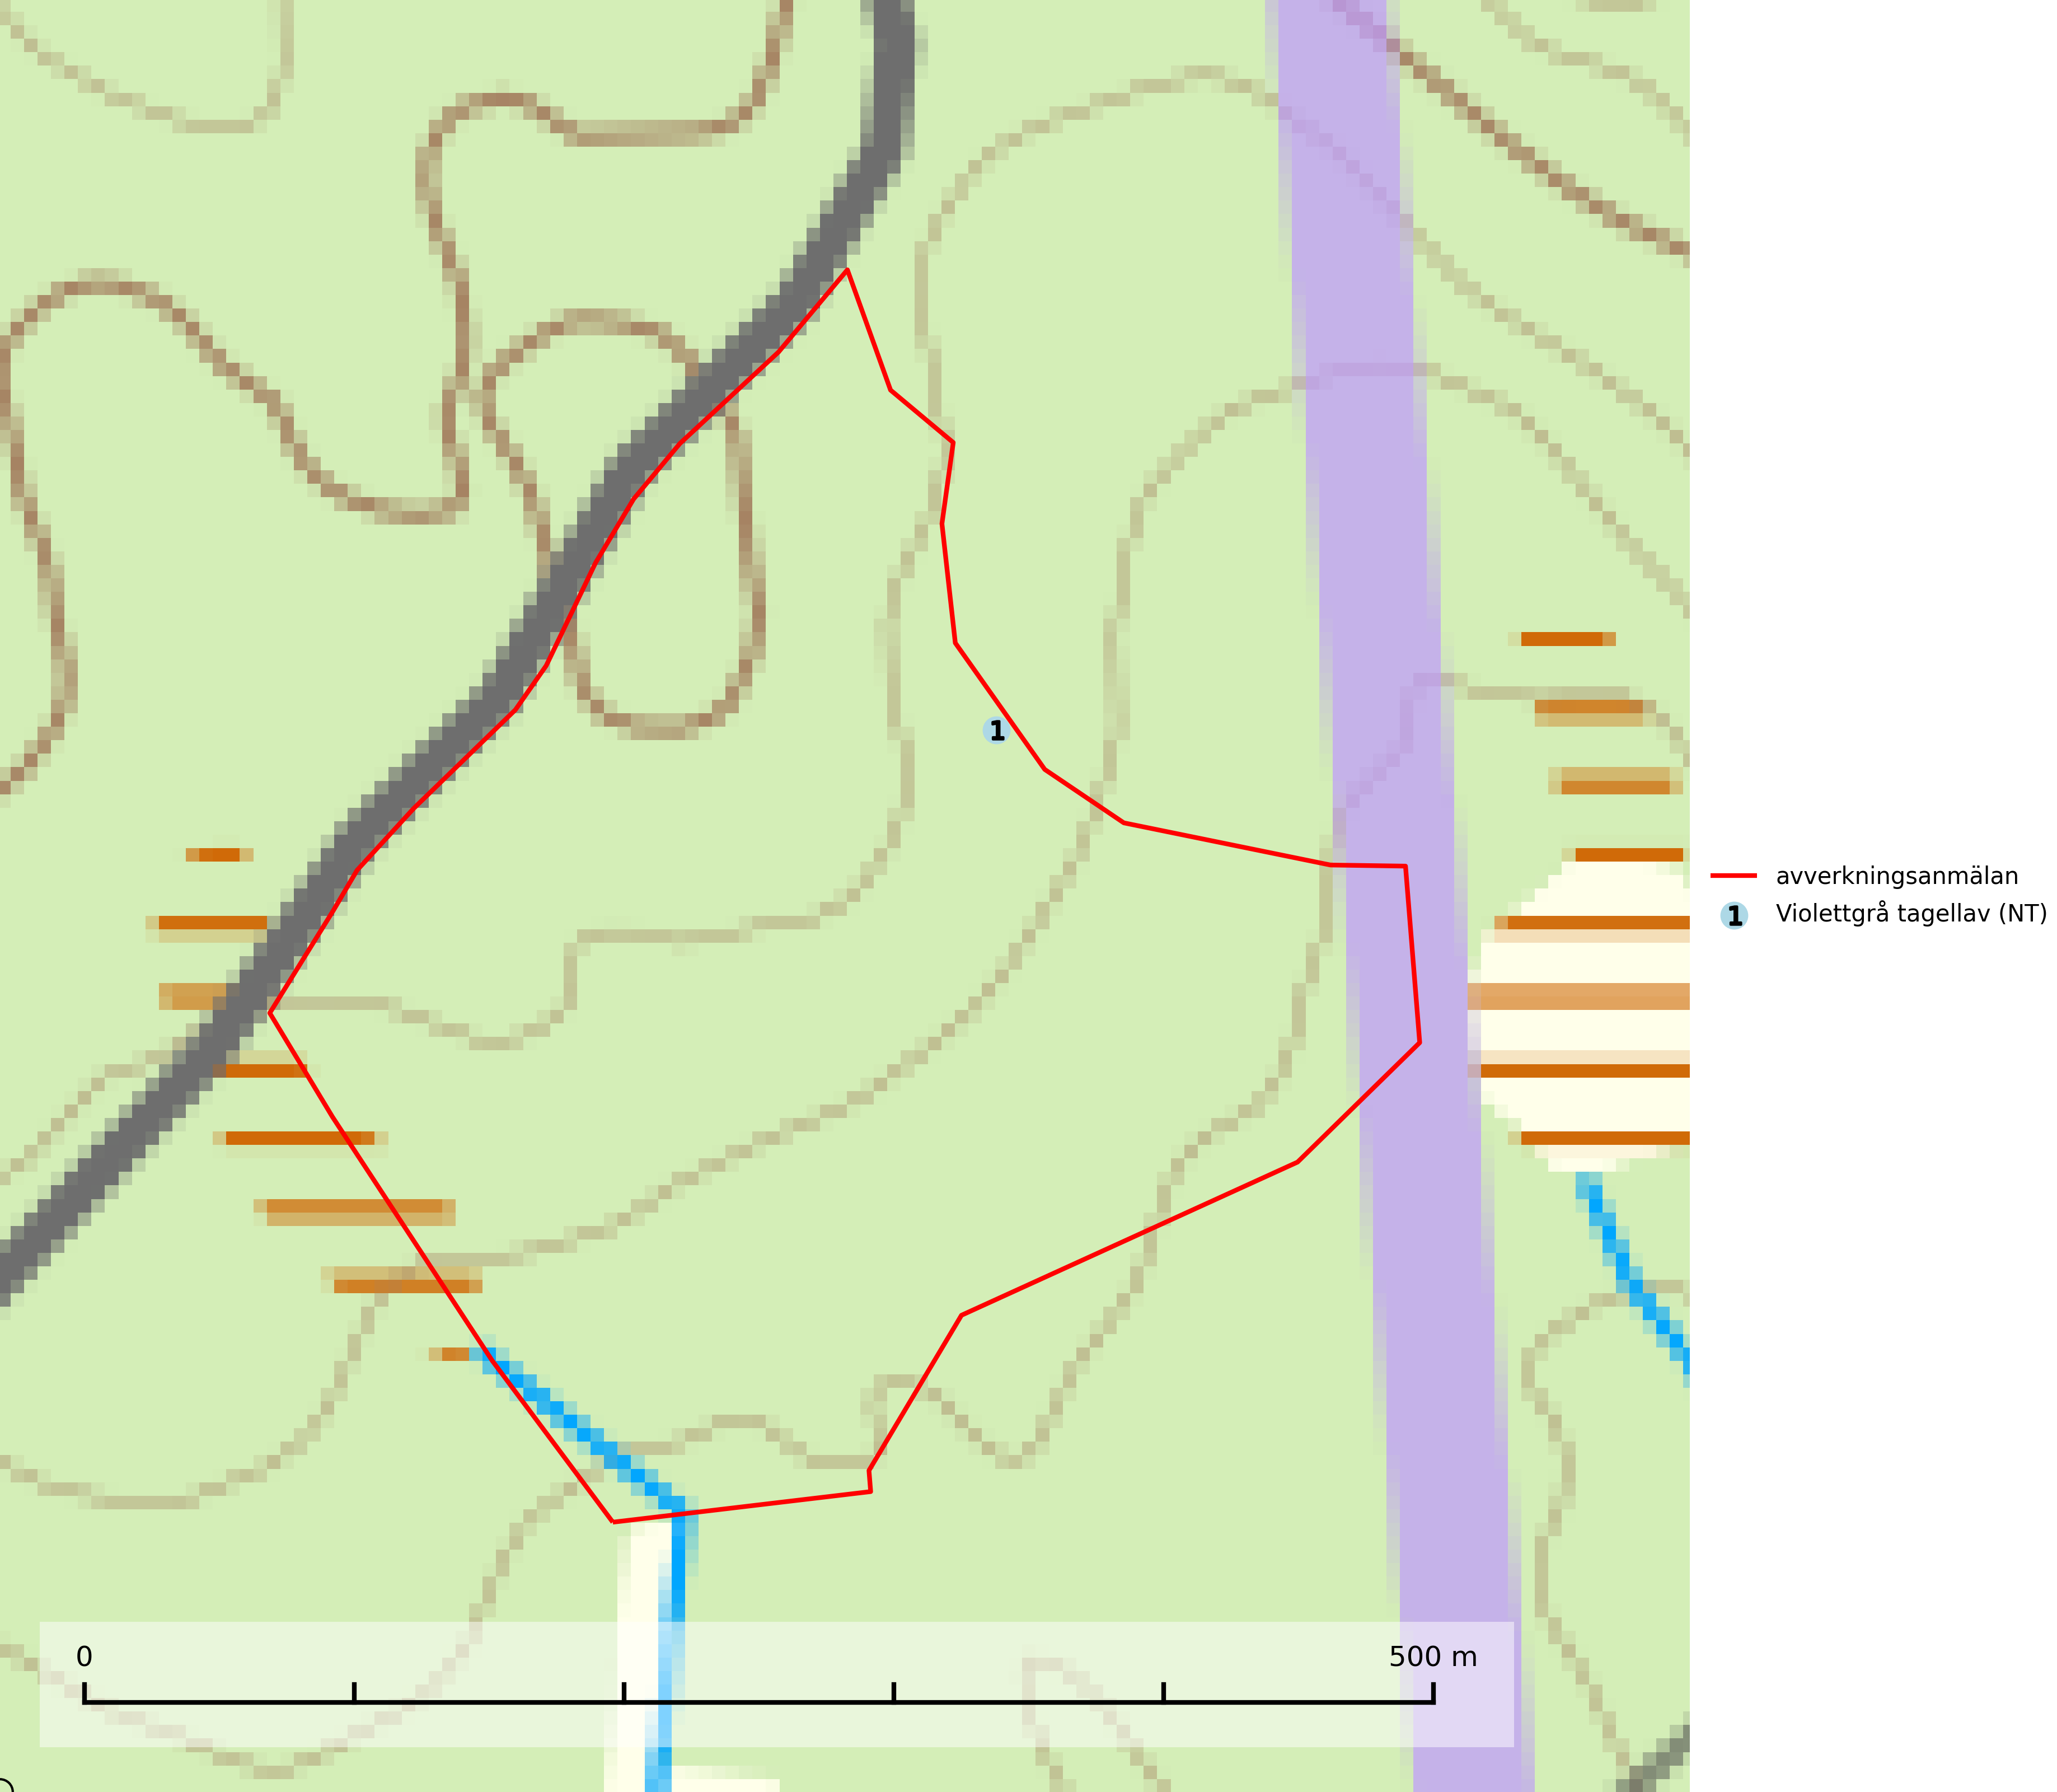 1
avverkningsanmälan
1 Violettgrå tagellav (NT)
0 500 m